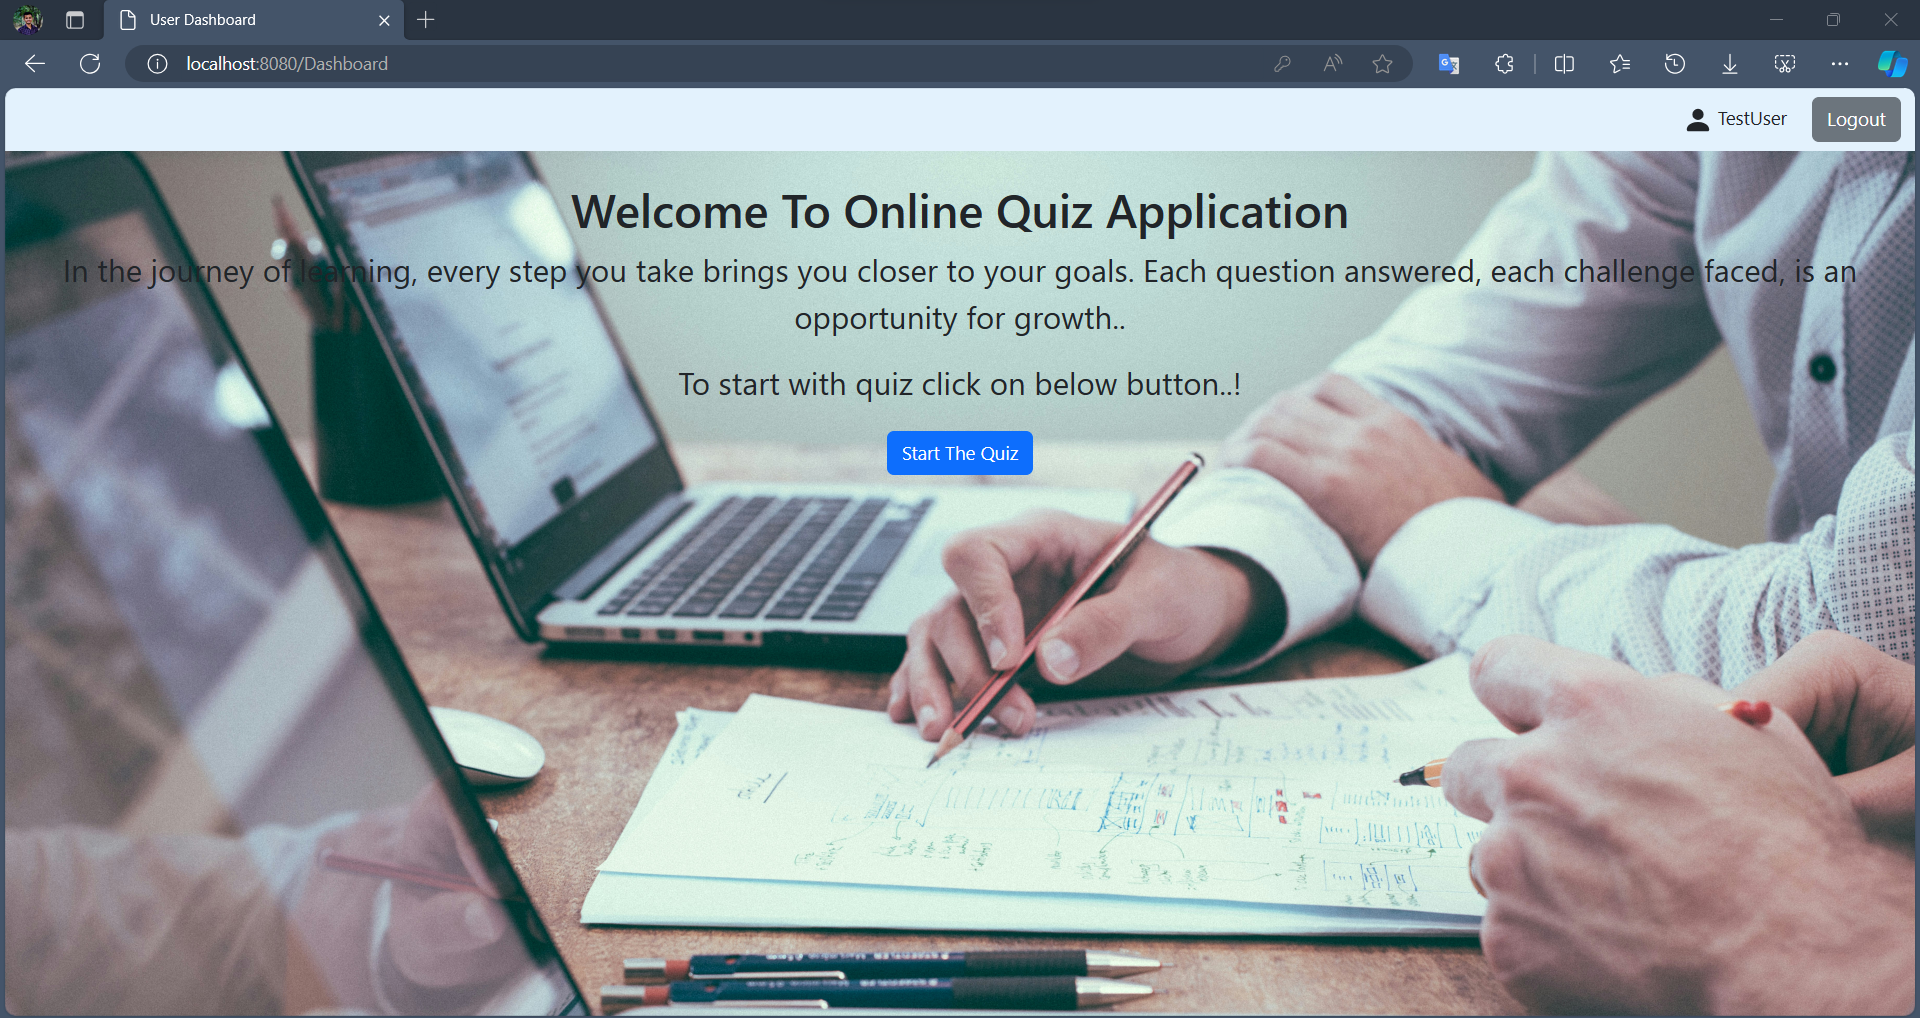 User Dashboard
localhost:8080/Dashboard
TestUser
Logout
Welcome To Online Quiz Application
In the journey of learning, every step you take brings you closer to your goals. Each question answered, each challenge faced, is an
opportunity for growth..
To start with quiz click on below button..!
Start The Quiz